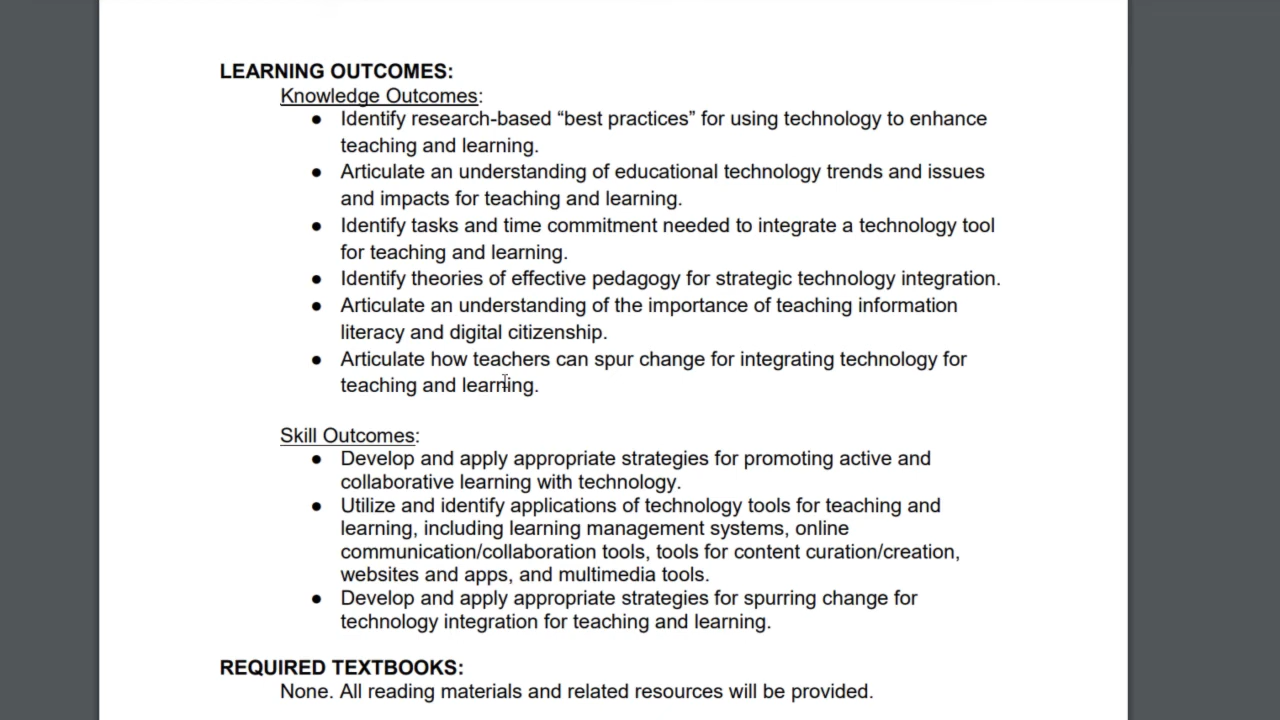 LEARNING OUTCOMES:
Knowledge Outcomes:
● Identify research-based “best practices” for using technology to enhance
teaching and learning.
● Articulate an understanding of educational technology trends and issues
and impacts for teaching and learning.
● Identify tasks and time commitment needed to integrate a technology tool
for teaching and learning.
● Identify theories of effective pedagogy for strategic technology integration.
● Articulate an understanding of the importance of teaching information
literacy and digital citizenship.
● Articulate how teachers can spur change for integrating technology for
teaching and learning.
Skill Outcomes:
● Develop and apply appropriate strategies for promoting active and
collaborative learning with technology.
● Utilize and identify applications of technology tools for teaching and
learning, including learning management systems, online
communication/collaboration tools, tools for content curation/creation,
websites and apps, and multimedia tools.
● Develop and apply appropriate strategies for spurring change for
technology integration for teaching and learning.
REQUIRED TEXTBOOKS:
None. All reading materials and related resources will be provided.